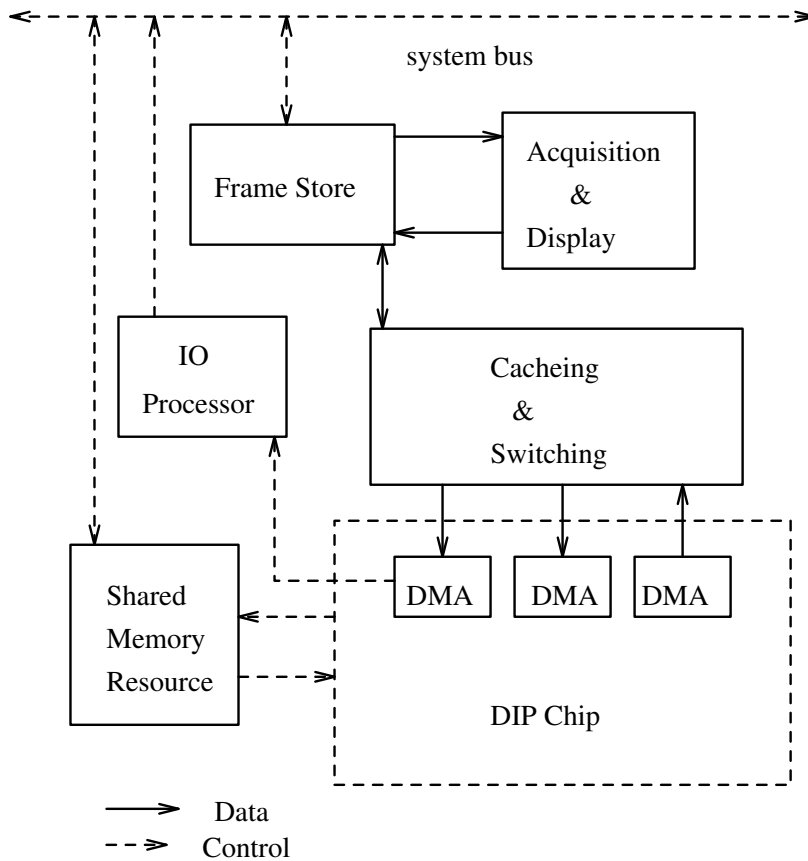 system bus
Frame Store
Acquisition
&
Display
IO
Processor
Cacheing
&
Switching
Shared
Memory
Resource
DMA
DMA
DMA
DIP Chip
Data
Control